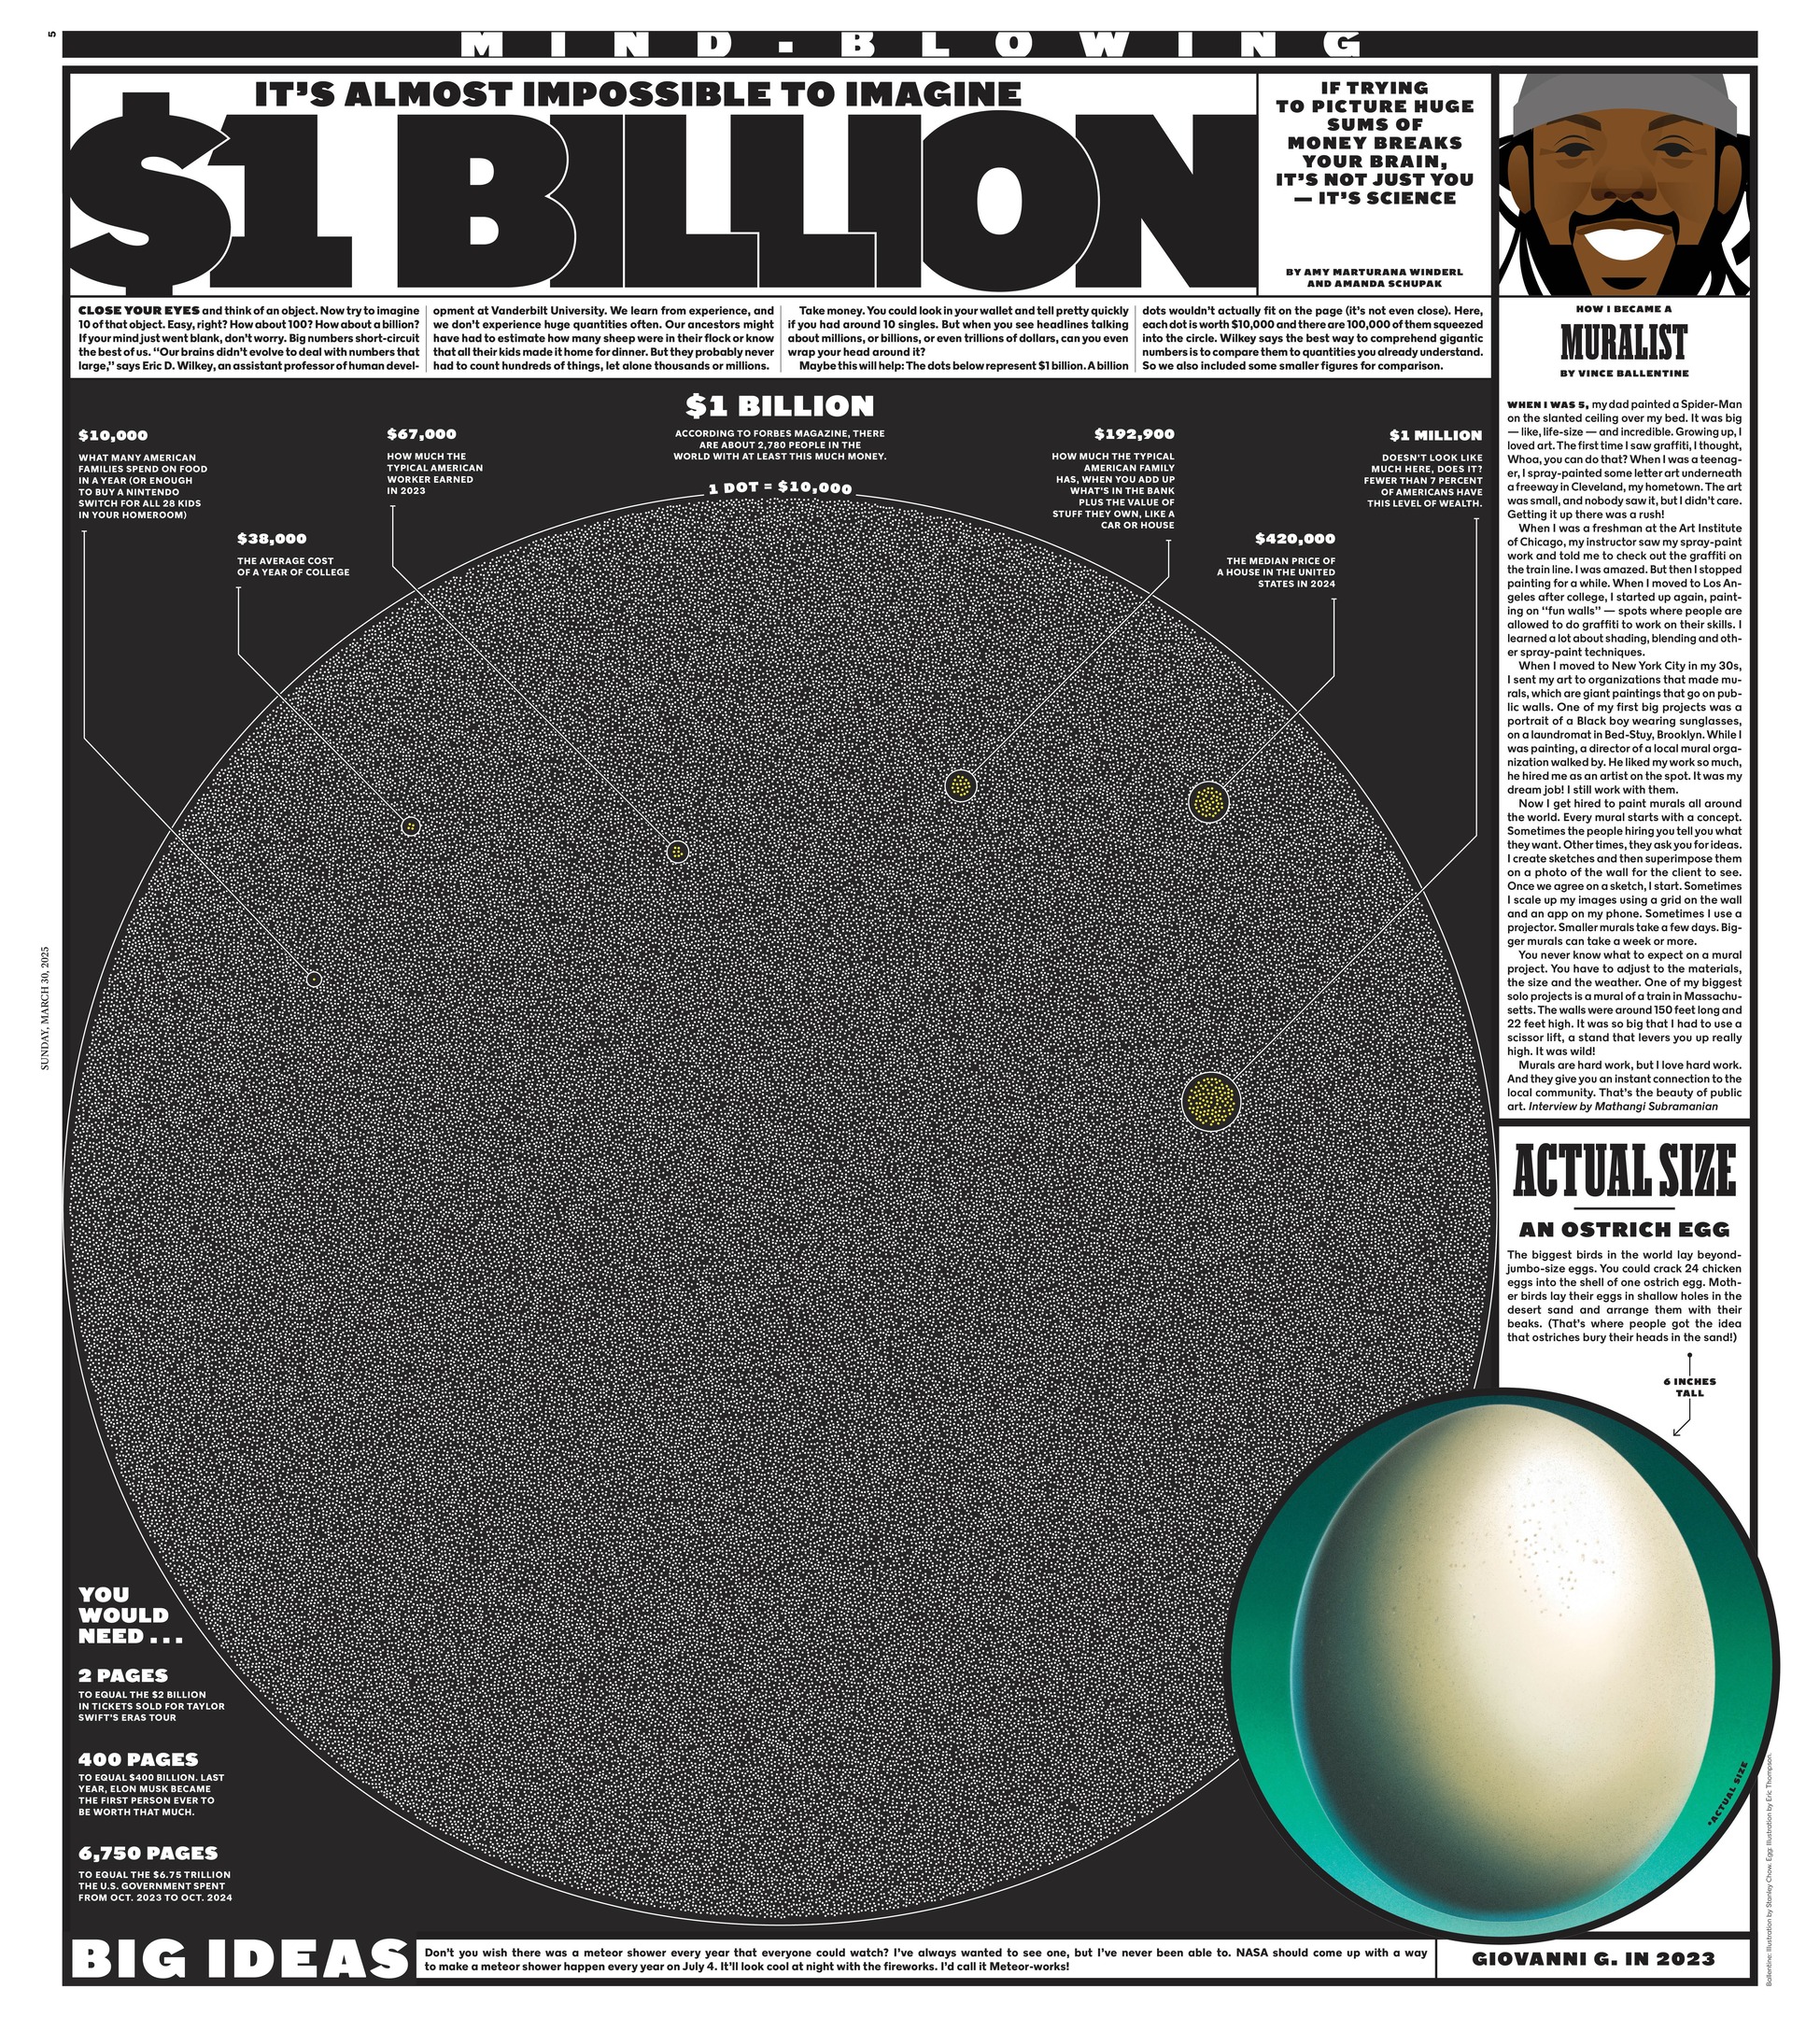 5
MIND-BLOWING
IT'S ALMOST IMPOSSIBLE TO IMAGINE
$1 BILLION
IF TRYING
TO PICTURE HUGE
SUMS OF
MONEY BREAKS
YOUR BRAIN,
IT'S NOT JUST YOU
— IT'S SCIENCE
BY AMY MARTURANA WINDERL
AND AMANDA SCHUPAK
CLOSE YOUR EYES and think of an object. Now try to imagine
10 of that object. Easy, right? How about 100? How about a billion?
If your mind just went blank, don't worry. Big numbers short-circuit
the best of us. "Our brains didn't evolve to deal with numbers that
large," says Eric D. Wilkey, an assistant professor of human devel-
opment at Vanderbilt University. We learn from experience, and
we don't experience huge quantities often. Our ancestors might
have had to estimate how many sheep were in their flock or know
that all their kids made it home for dinner. But they probably never
had to count hundreds of things, let alone thousands or millions.
Take money. You could look in your wallet and tell pretty quickly
if you had around 10 singles. But when you see headlines talking
about millions, or billions, or even trillions of dollars, can you even
wrap your head around it?
Maybe this will help: The dots below represent $1 billion. A billion
dots wouldn't actually fit on the page (it's not even close). Here,
each dot is worth $10,000 and there are 100,000 of them squeezed
into the circle. Wilkey says the best way to comprehend gigantic
numbers is to compare them to quantities you already understand.
So we also included some smaller figures for comparison.
$10,000
WHAT MANY AMERICAN
FAMILIES SPEND ON FOOD
IN A YEAR (OR ENOUGH
TO BUY A NINTENDO
SWITCH FOR ALL 28 KIDS
IN YOUR HOMEROOM)
$38,000
THE AVERAGE COST
OF A YEAR OF COLLEGE
$67,000
HOW MUCH THE
TYPICAL AMERICAN
WORKER EARNED
IN 2023
$1 BILLION
ACCORDING TO FORBES MAGAZINE, THERE
ARE ABOUT 2,780 PEOPLE IN THE
WORLD WITH AT LEAST THIS MUCH MONEY.
1 DOT = $10,000
$192,900
HOW MUCH THE TYPICAL
AMERICAN FAMILY
HAS, WHEN YOU ADD UP
WHAT'S IN THE BANK
PLUS THE VALUE OF
STUFF THEY OWN, LIKE A
CAR OR HOUSE
$420,000
THE MEDIAN PRICE OF
A HOUSE IN THE UNITED
STATES IN 2024
$1 MILLION
DOESN'T LOOK LIKE
MUCH HERE, DOES IT?
FEWER THAN 7 PERCENT
OF AMERICANS HAVE
THIS LEVEL OF WEALTH.
SUNDAY, MARCH 30, 2025
YOU
WOULD
NEED ...
2 PAGES
TO EQUAL THE $2 BILLION
IN TICKETS SOLD FOR TAYLOR
SWIFT'S ERAS TOUR
400 PAGES
TO EQUAL $400 BILLION. LAST
YEAR, ELON MUSK BECAME
THE FIRST PERSON EVER TO
BE WORTH THAT MUCH.
6,750 PAGES
TO EQUAL THE $6.75 TRILLION
THE U.S. GOVERNMENT SPENT
FROM OCT. 2023 TO OCT. 2024
HOW I BECAME A
MURALIST
BY VINCE BALLENTINE
WHEN I WAS 5, my dad painted a Spider-Man
on the slanted ceiling over my bed. It was big
— like, life-size — and incredible. Growing up, I
loved art. The first time I saw graffiti, I thought,
Whoa, you can do that? When I was a teenag-
er, I spray-painted some letter art underneath
a freeway in Cleveland, my hometown. The art
was small, and nobody saw it, but I didn't care.
Getting it up there was a rush!
When I was a freshman at the Art Institute
of Chicago, my instructor saw my spray-paint
work and told me to check out the graffiti on
the train line. I was amazed. But then I stopped
painting for a while. When I moved to Los An-
geles after college, I started up again, paint-
ing on "fun walls" — spots where people are
allowed to do graffiti to work on their skills. I
learned a lot about shading, blending and oth-
er spray-paint techniques.
When I moved to New York City in my 30s,
I sent my art to organizations that made mu-
rals, which are giant paintings that go on pub-
lic walls. One of my first big projects was a
portrait of a Black boy wearing sunglasses,
on a laundromat in Bed-Stuy, Brooklyn. While I
was painting, a director of a local mural orga-
nization walked by. He liked my work so much,
he hired me as an artist on the spot. It was my
dream job! I still work with them.
Now I get hired to paint murals all around
the world. Every mural starts with a concept.
Sometimes the people hiring you tell you what
they want. Other times, they ask you for ideas.
I create sketches and then superimpose them
on a photo of the wall for the client to see.
Once we agree on a sketch, I start. Sometimes
I scale up my images using a grid on the wall
and an app on my phone. Sometimes I use a
projector. Smaller murals take a few days. Big-
ger murals can take a week or more.
You never know what to expect on a mural
project. You have to adjust to the materials,
the size and the weather. One of my biggest
solo projects is a mural of a train in Massachu-
setts. The walls were around 150 feet long and
22 feet high. It was so big that I had to use a
scissor lift, a stand that levers you up really
high. It was wild!
Murals are hard work, but I love hard work.
And they give you an instant connection to the
local community. That's the beauty of public
art. Interview by Mathangi Subramanian
ACTUAL SIZE
AN OSTRICH EGG
The biggest birds in the world lay beyond-
jumbo-size eggs. You could crack 24 chicken
eggs into the shell of one ostrich egg. Moth-
er birds lay their eggs in shallow holes in the
desert sand and arrange them with their
beaks. (That's where people got the idea
that ostriches bury their heads in the sand!)
6 INCHES
TALL
*ACTUAL SIZE
Ballentine: Illustration by Stanley Chow. Egg: Illustration by Eric Thompson.
BIG IDEAS
Don't you wish there was a meteor shower every year that everyone could watch? I've always wanted to see one, but I've never been able to. NASA should come up with a way
to make a meteor shower happen every year on July 4. It'll look cool at night with the fireworks. I'd call it Meteor-works!
GIOVANNI G. IN 2023